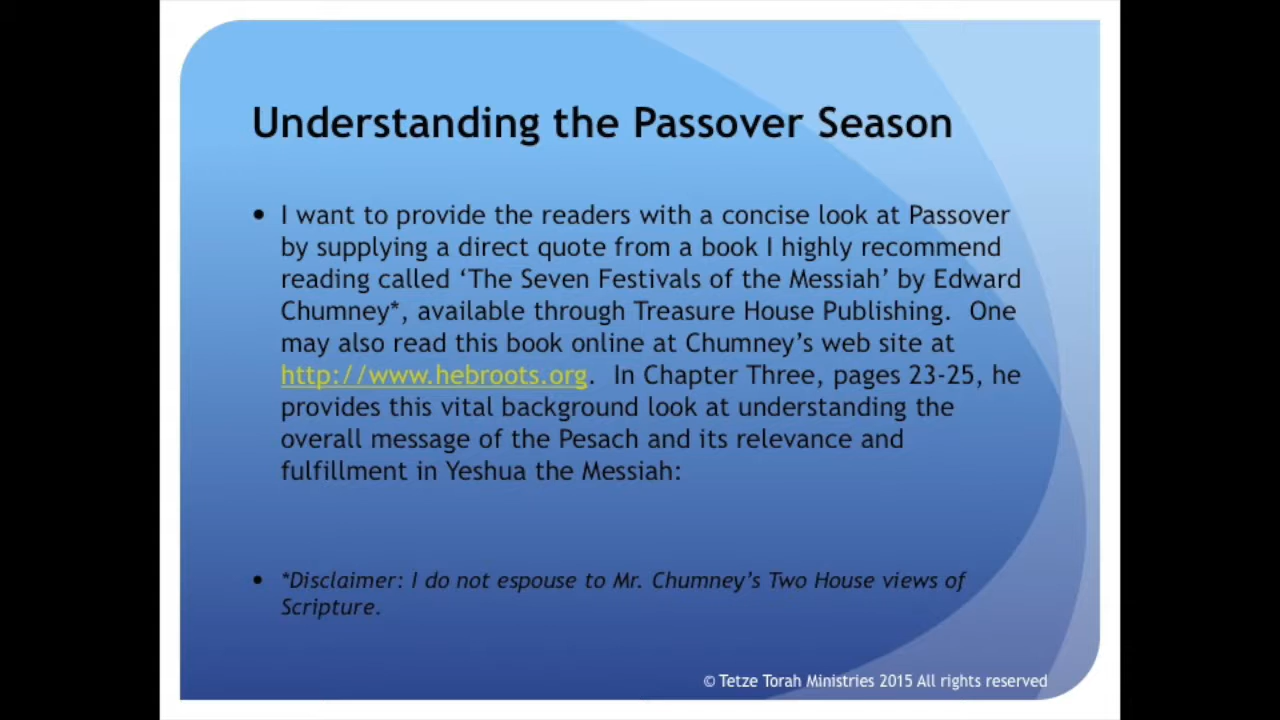 Understanding the Passover Season
• I want to provide the readers with a concise look at Passover
by supplying a direct quote from a book I highly recommend
reading called ‘The Seven Festivals of the Messiah’ by Edward
Chumney*, available through Treasure House Publishing.  One
may also read this book online at Chumney’s web site at
http://www.hebroots.org.  In Chapter Three, pages 23-25, he
provides this vital background look at understanding the
overall message of the Pesach and its relevance and
fulfillment in Yeshua the Messiah:
• *Disclaimer: I do not espouse to Mr. Chumney’s Two House views of
Scripture.
© Tetze Torah Ministries 2015 All rights reserved